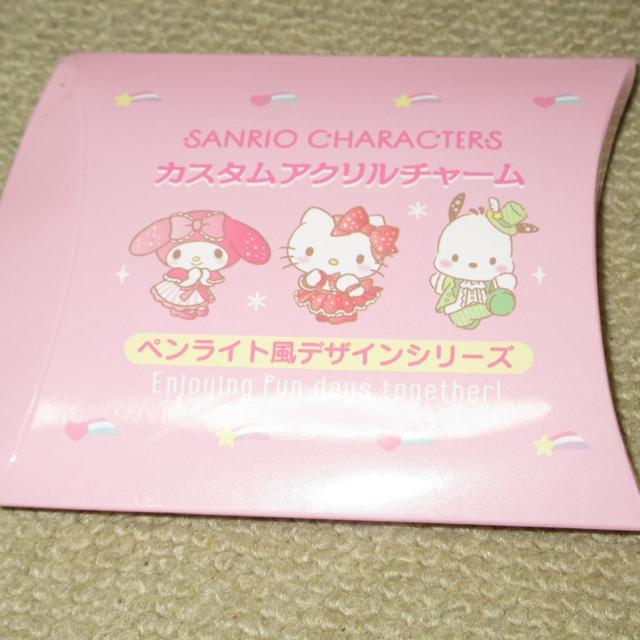 SANRIO CHARACTERS
カスタムアクリルチャーム
ペンライト風デザインシリーズ
Enjoying fun days together!